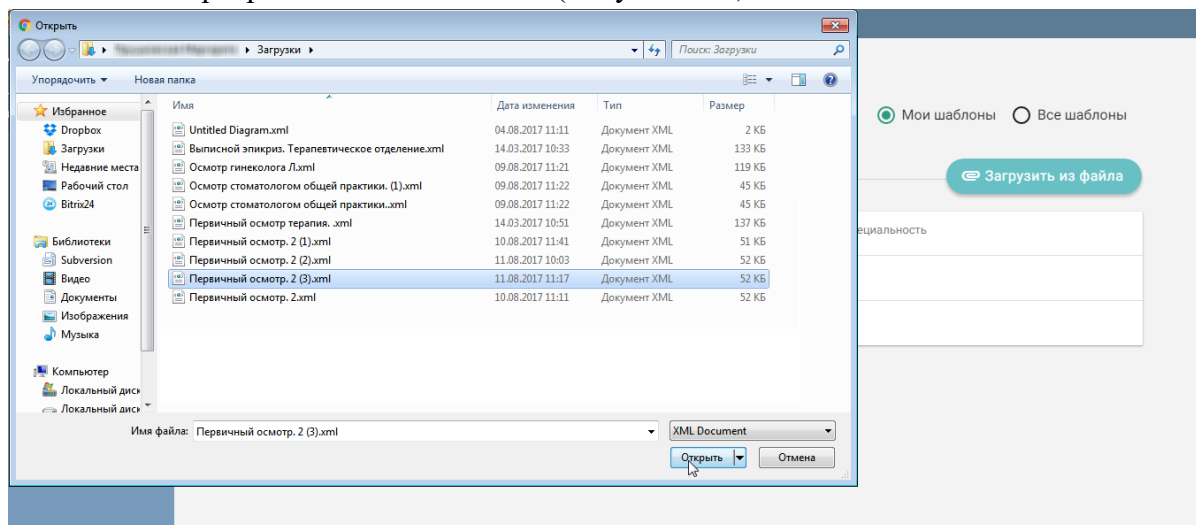 Открыть
Загрузки
Поиск: Загрузки
Упорядочить
Новая папка
Имя Дата изменения Тип Размер
Избранное
Dropbox
Загрузки
Недавние места
Рабочий стол
Bitrix24
Библиотеки
Subversion
Видео
Документы
Изображения
Музыка
Компьютер
Локальный диск
Локальный диск
Untitled Diagram.xml 04.08.2017 11:11 Документ XML 2 КБ
Выписной эпикриз. Терапевтическое отделение.xml 14.03.2017 10:33 Документ XML 133 КБ
Осмотр гинеколога Л.xml 09.08.2017 11:21 Документ XML 119 КБ
Осмотр стоматологом общей практики. (1).xml 09.08.2017 11:22 Документ XML 45 КБ
Осмотр стоматологом общей практики..xml 09.08.2017 11:22 Документ XML 45 КБ
Первичный осмотр терапия. .xml 14.03.2017 10:51 Документ XML 137 КБ
Первичный осмотр. 2 (1).xml 10.08.2017 11:41 Документ XML 51 КБ
Первичный осмотр. 2 (2).xml 11.08.2017 10:03 Документ XML 52 КБ
Первичный осмотр. 2 (3).xml 11.08.2017 11:17 Документ XML 52 КБ
Первичный осмотр. 2.xml 10.08.2017 11:11 Документ XML 52 КБ
Имя файла: Первичный осмотр. 2 (3).xml
XML Document
Открыть
Отмена
Мои шаблоны Все шаблоны
Загрузить из файла
ециальность